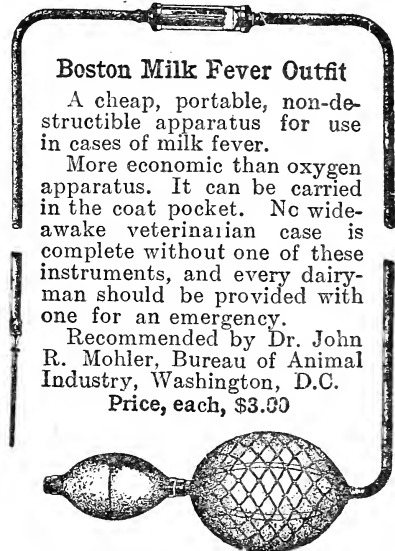 Boston Milk Fever Outfit
A cheap, portable, non-de-
structible apparatus for use
in cases of milk fever.
More economic than oxygen
apparatus. It can be carried
in the coat pocket. No wide-
awake veterinarian case is
complete without one of these
instruments, and every dairy-
man should be provided with
one for an emergency.
Recommended by Dr. John
R. Mohler, Bureau of Animal
Industry, Washington, D.C.
Price, each, $3.00